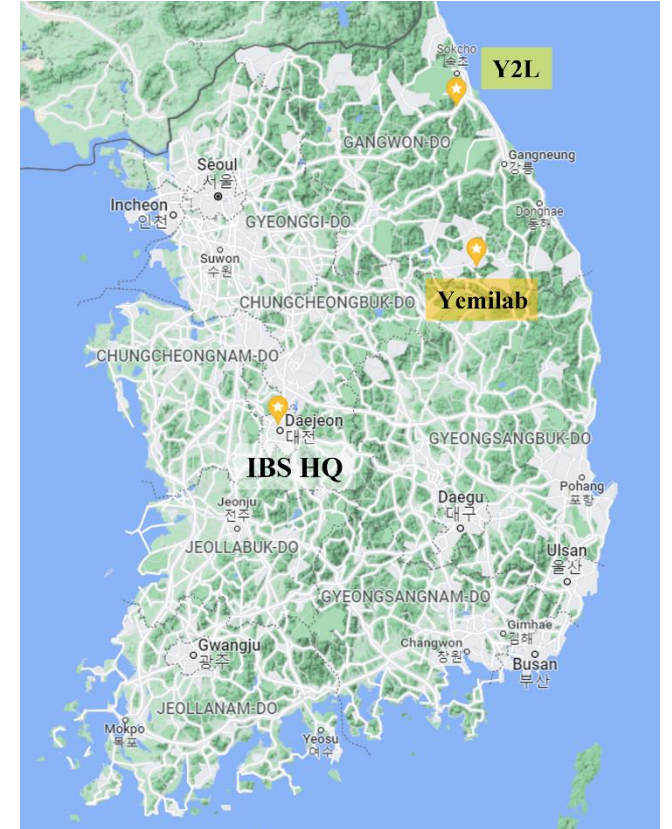 Sokcho
속초
Y2L
GANGWON-DO
Gangneung
강릉
Seoul
서울
Incheon
인천
GYEONGGI-DO
Donghae
동해
Suwon
수원
Yemilab
CHUNGCHEONGBUK-DO
CHUNGCHEONGNAM-DO
Daejeon
대전
GYEONGSANGBUK-DO
IBS HQ
Pohang
포항
Daegu
대구
Jeonju
전주
JEOLLABUK-DO
Ulsan
울산
GYEONGSANGNAM-DO
Gimhae
김해
Changwon
창원
Gwangju
광주
Busan
부산
JEOLLANAM-DO
Mokpo
목포
Yeosu
여수